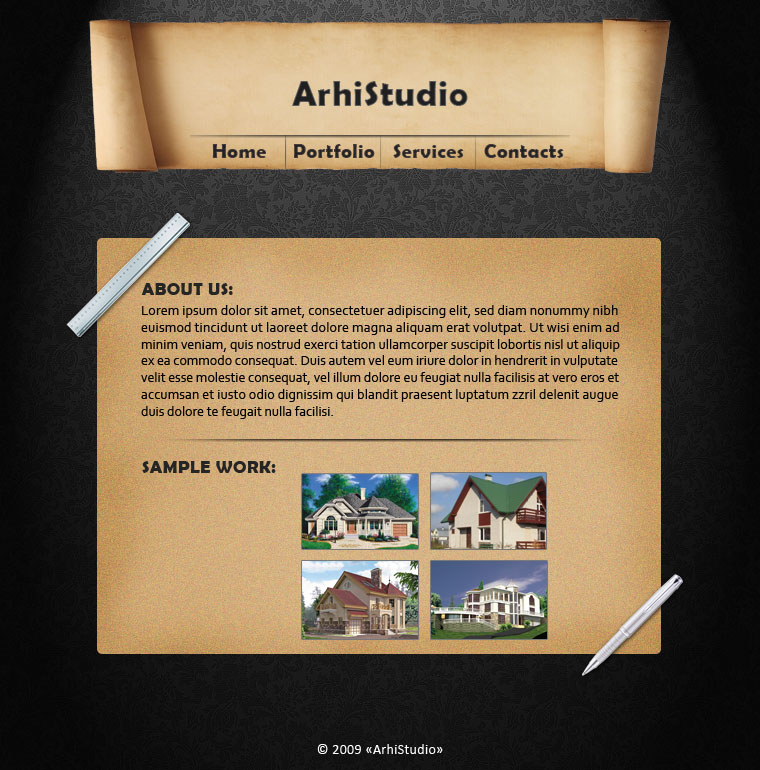 ArhiStudio
Home Portfolio Services Contacts
ABOUT US:
Lorem ipsum dolor sit amet, consectetuer adipiscing elit, sed diam nonummy nibh
euismod tincidunt ut laoreet dolore magna aliquam erat volutpat. Ut wisi enim ad
minim veniam, quis nostrud exerci tation ullamcorper suscipit lobortis nisl ut aliquip
ex ea commodo consequat. Duis autem vel eum iriure dolor in hendrerit in vulputate
velit esse molestie consequat, vel illum dolore eu feugiat nulla facilisis at vero eros et
accumsan et iusto odio dignissim qui blandit praesent luptatum zzril delenit augue
duis dolore te feugait nulla facilisi.
SAMPLE WORK:
© 2009 «ArhiStudio»